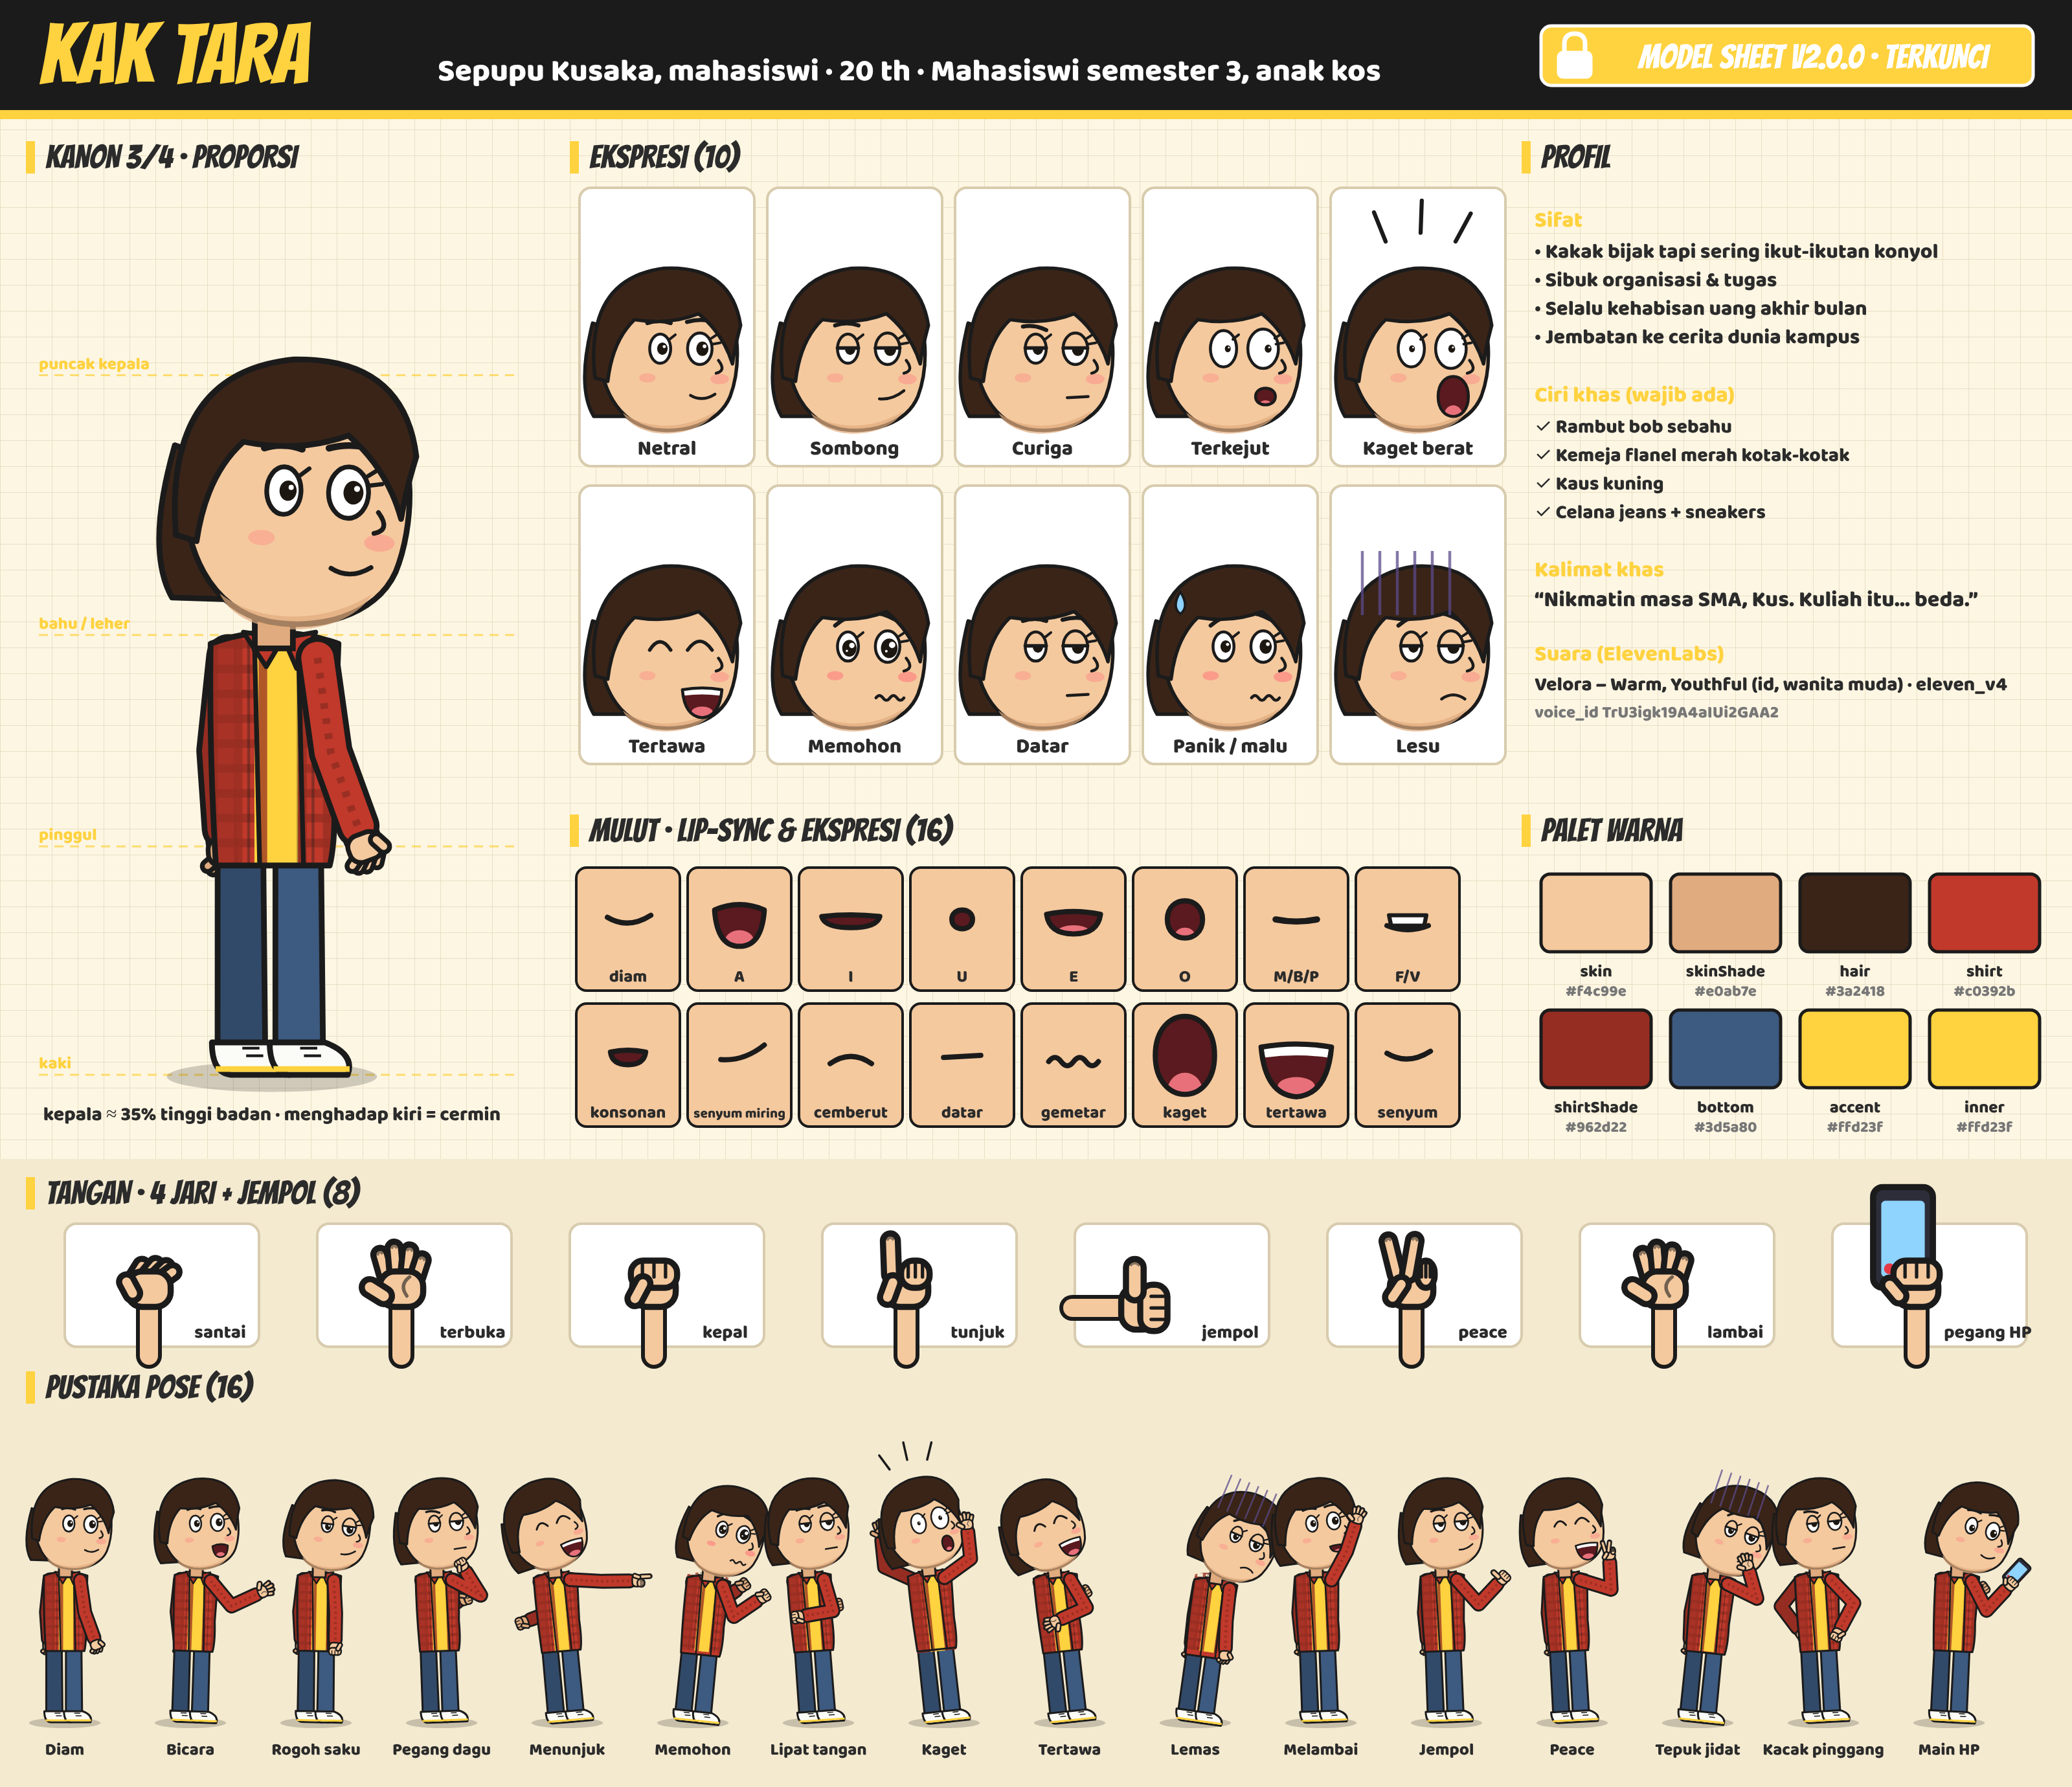 KAK TARA
Sepupu Kusaka, mahasiswi · 20 th · Mahasiswi semester 3, anak kos
MODEL SHEET V2.0.0 · TERKUNCI
KANON 3/4 · PROPORSI
puncak kepala
bahu / leher
pinggul
kaki
kepala ≈ 35% tinggi badan · menghadap kiri = cermin
EKSPRESI (10)
Netral
Sombong
Curiga
Terkejut
Kaget berat
Tertawa
Memohon
Datar
Panik / malu
Lesu
PROFIL
Sifat
• Kakak bijak tapi sering ikut-ikutan konyol
• Sibuk organisasi & tugas
• Selalu kehabisan uang akhir bulan
• Jembatan ke cerita dunia kampus
Ciri khas (wajib ada)
✓ Rambut bob sebahu
✓ Kemeja flanel merah kotak-kotak
✓ Kaus kuning
✓ Celana jeans + sneakers
Kalimat khas
“Nikmatin masa SMA, Kus. Kuliah itu... beda.”
Suara (ElevenLabs)
Velora – Warm, Youthful (id, wanita muda) · eleven_v4
voice_id TrU3igk19A4aIUi2GAA2
MULUT · LIP-SYNC & EKSPRESI (16)
diam
A
I
U
E
O
M/B/P
F/V
konsonan
senyum miring
cemberut
datar
gemetar
kaget
tertawa
senyum
PALET WARNA
skin
#f4c99e
skinShade
#e0ab7e
hair
#3a2418
shirt
#c0392b
shirtShade
#962d22
bottom
#3d5a80
accent
#ffd23f
inner
#ffd23f
TANGAN · 4 JARI + JEMPOL (8)
santai
terbuka
kepal
tunjuk
jempol
peace
lambai
pegang HP
PUSTAKA POSE (16)
Diam
Bicara
Rogoh saku
Pegang dagu
Menunjuk
Memohon
Lipat tangan
Kaget
Tertawa
Lemas
Melambai
Jempol
Peace
Tepuk jidat
Kacak pinggang
Main HP